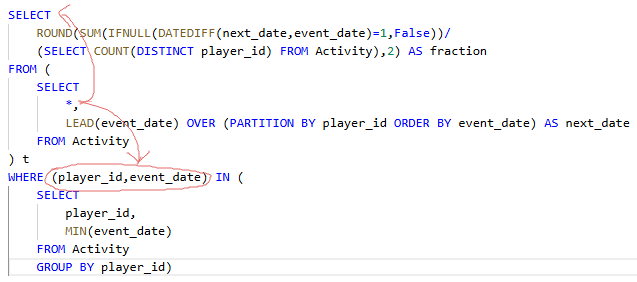 SELECT
ROUND(SUM(IFNULL(DATEDIFF(next_date,event_date)=1,False))/
(SELECT COUNT(DISTINCT player_id) FROM Activity),2) AS fraction
FROM (
SELECT
*,
LEAD(event_date) OVER (PARTITION BY player_id ORDER BY event_date) AS next_date
FROM Activity
) t
WHERE (player_id,event_date) IN (
SELECT
player_id,
MIN(event_date)
FROM Activity
GROUP BY player_id)